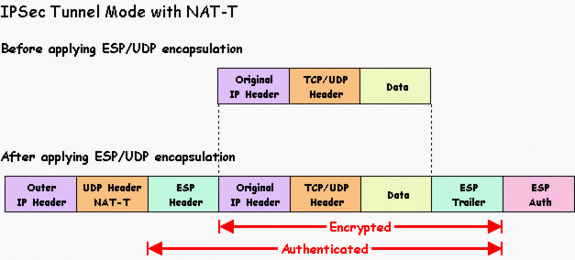 IPSec Tunnel Mode with NAT-T
Before applying ESP/UDP encapsulation
Original IP Header
TCP/UDP Header
Data
After applying ESP/UDP encapsulation
Outer IP Header
UDP Header NAT-T
ESP Header
Original IP Header
TCP/UDP Header
Data
ESP Trailer
ESP Auth
Encrypted
Authenticated